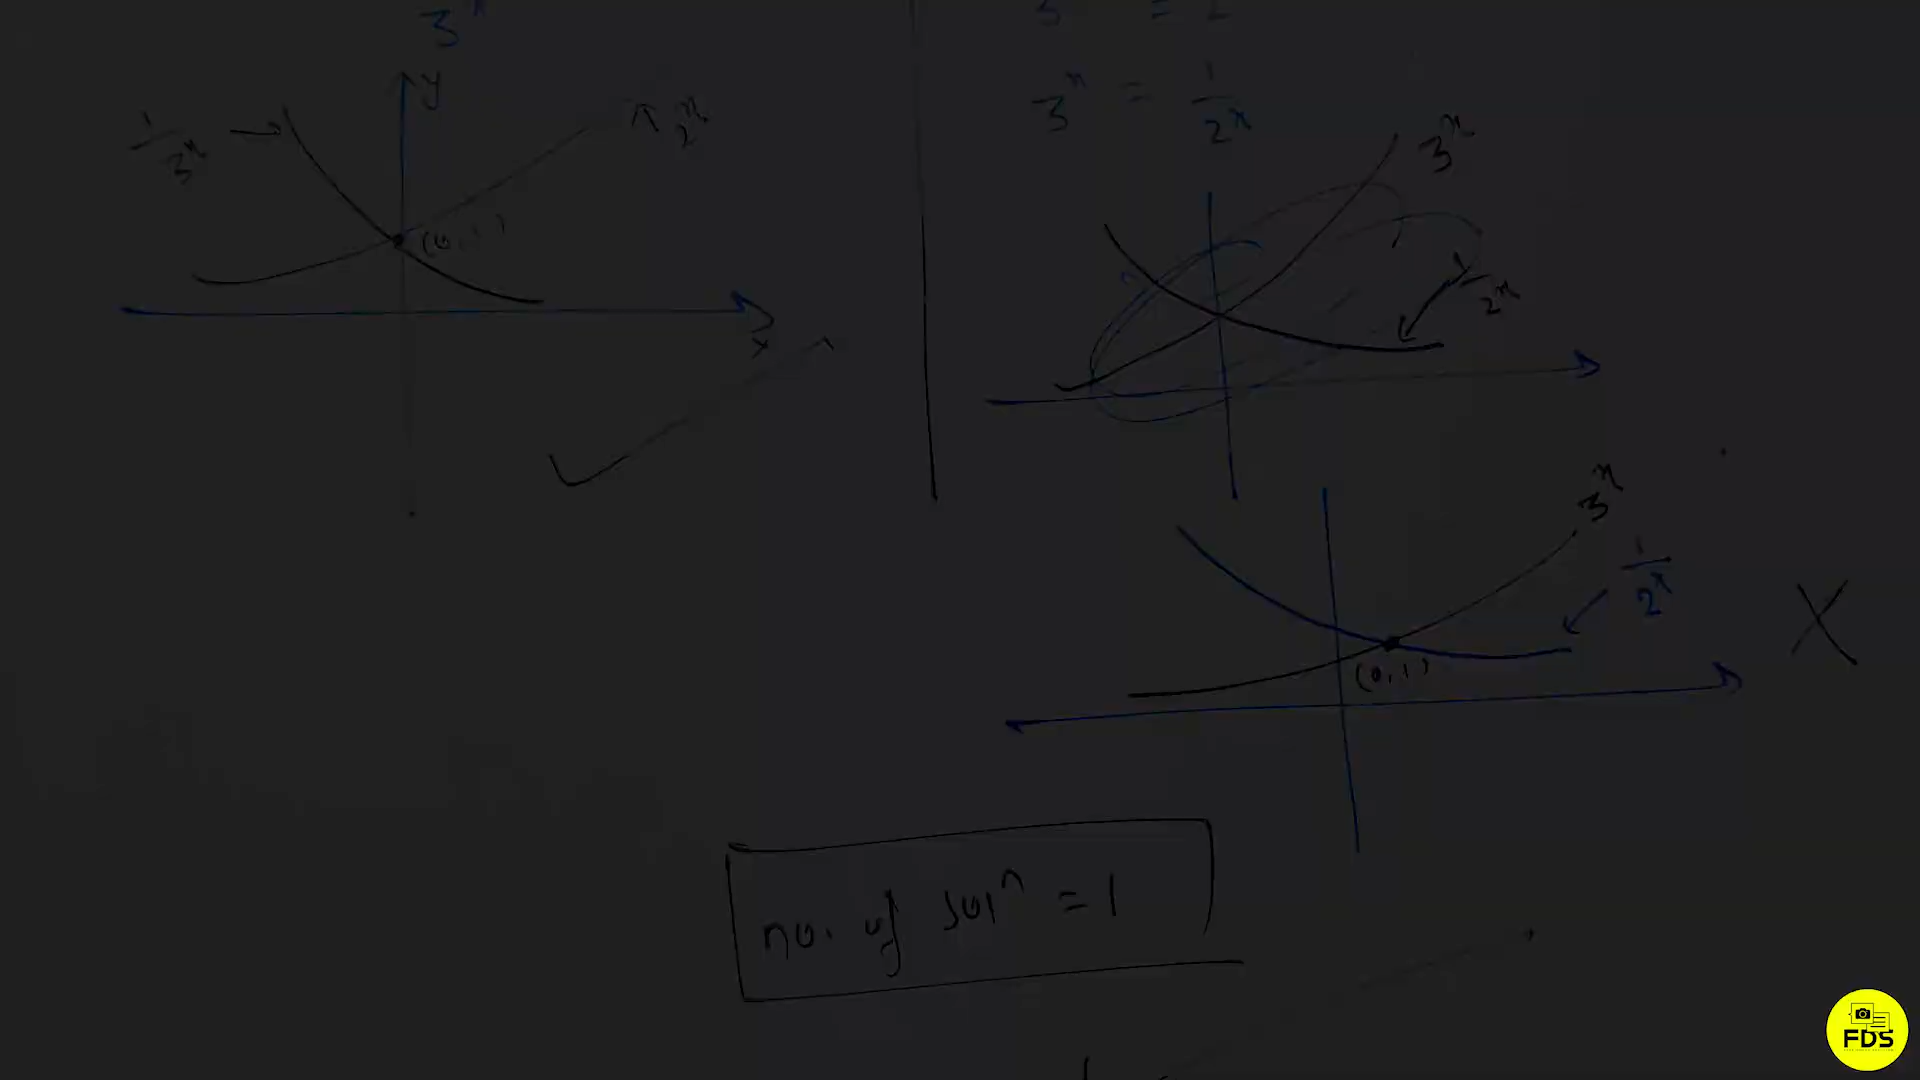 3^x
y
1/3^x
2^x
(0,1)
x
3^x = 1/2^x
3^x
1/2^x
3^x
1/2^x
(0,1)
X
no. of sol^n = 1
FDS